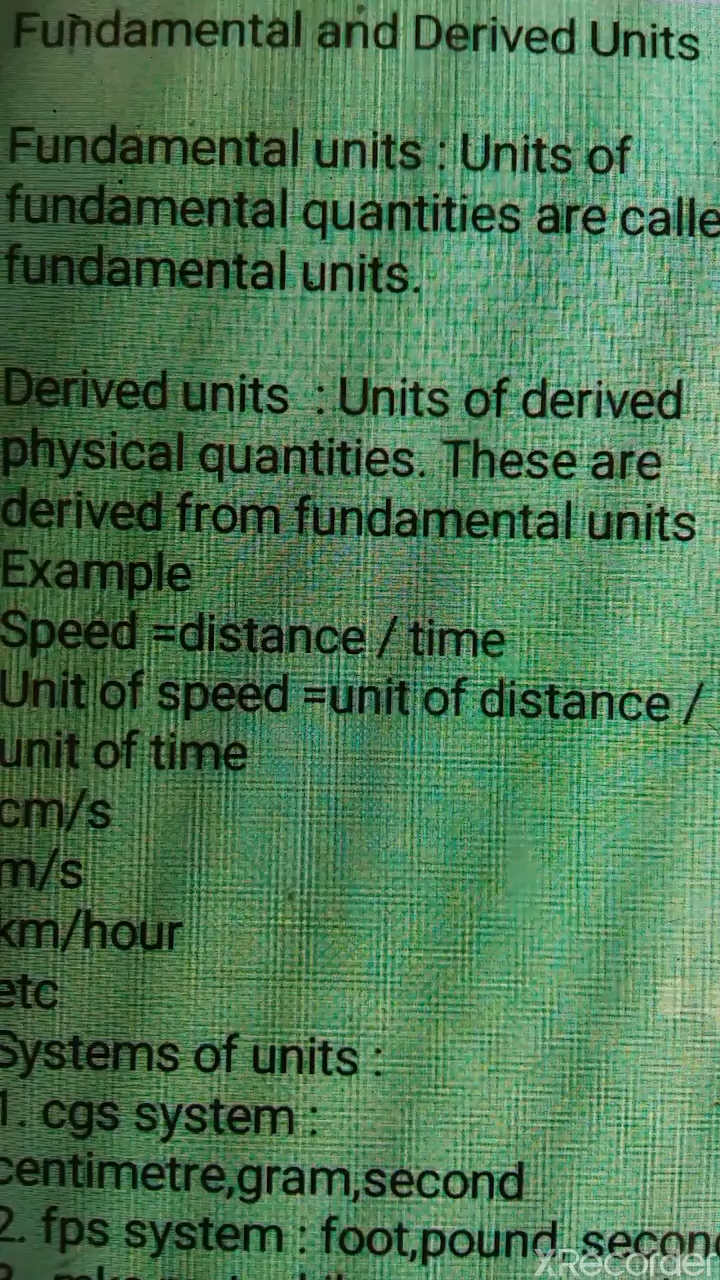 Fundamental and Derived Units
Fundamental units : Units of
fundamental quantities are calle
fundamental units.
Derived units : Units of derived
physical quantities. These are
derived from fundamental units
Example
Speed =distance / time
Unit of speed =unit of distance /
unit of time
cm/s
m/s
km/hour
etc
Systems of units :
1. cgs system :
centimetre,gram,second
2. fps system : foot,pound, secon
XRecorder